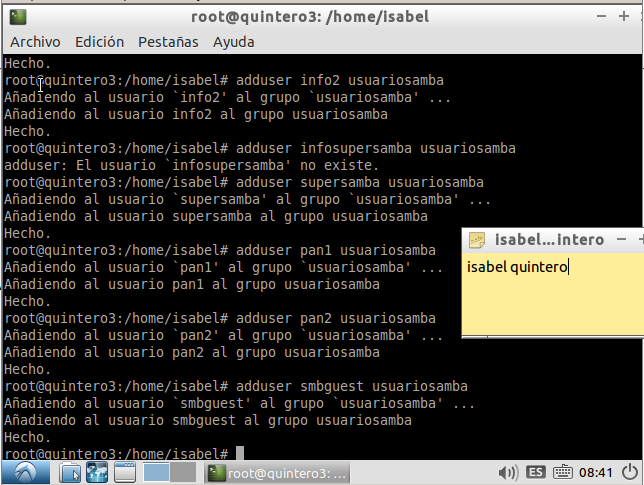 root@quintero3: /home/isabel
Archivo Edición Pestañas Ayuda
Hecho.
root@quintero3:/home/isabel# adduser info2 usuariosamba
Añadiendo al usuario `info2' al grupo `usuariosamba' ...
Añadiendo al usuario info2 al grupo usuariosamba
Hecho.
root@quintero3:/home/isabel# adduser infosupersamba usuariosamba
adduser: El usuario `infosupersamba' no existe.
root@quintero3:/home/isabel# adduser supersamba usuariosamba
Añadiendo al usuario `supersamba' al grupo `usuariosamba' ...
Añadiendo al usuario supersamba al grupo usuariosamba
Hecho.
root@quintero3:/home/isabel# adduser pan1 usuariosamba
Añadiendo al usuario `pan1' al grupo `usuariosamba' ...
Añadiendo al usuario pan1 al grupo usuariosamba
Hecho.
root@quintero3:/home/isabel# adduser pan2 usuariosamba
Añadiendo al usuario `pan2' al grupo `usuariosamba' ...
Añadiendo al usuario pan2 al grupo usuariosamba
Hecho.
root@quintero3:/home/isabel# adduser smbguest usuariosamba
Añadiendo al usuario `smbguest' al grupo `usuariosamba' ...
Añadiendo al usuario smbguest al grupo usuariosamba
Hecho.
root@quintero3:/home/isabel#
isabel...intero
isabel quintero
root@quintero3: ...
ES
08:41